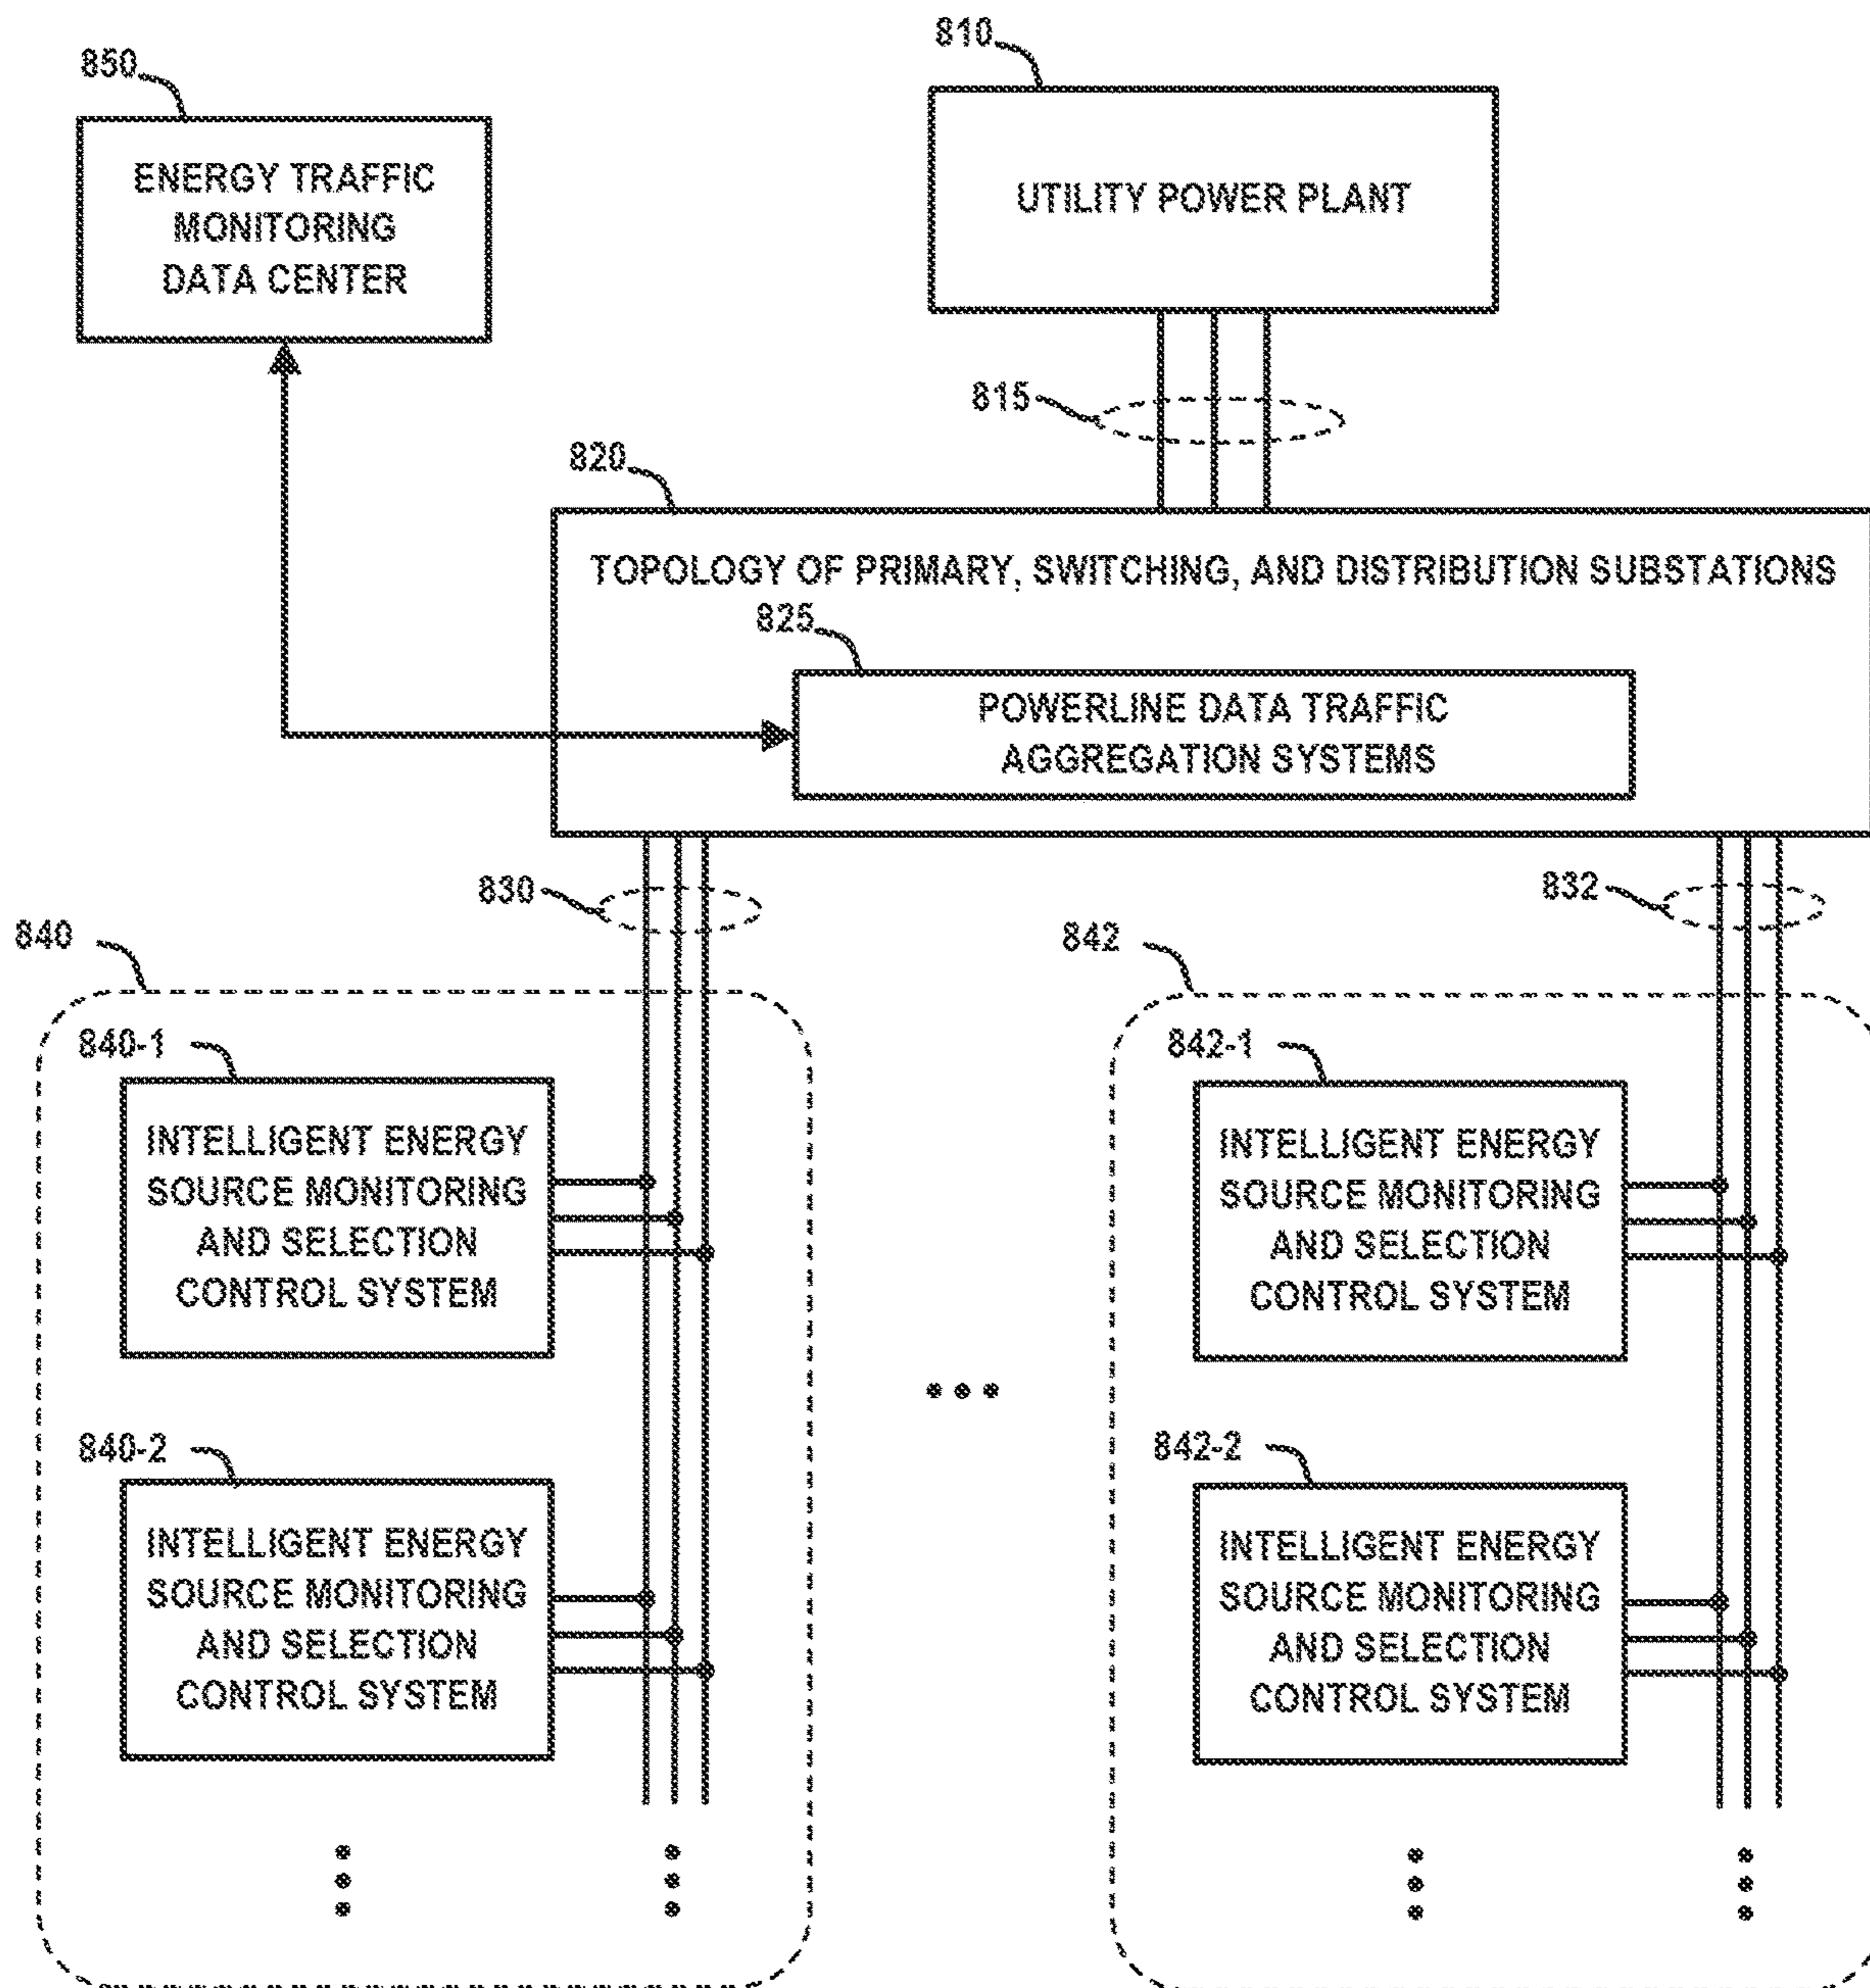 850
ENERGY TRAFFIC
MONITORING
DATA CENTER
810
UTILITY POWER PLANT
815
820
TOPOLOGY OF PRIMARY, SWITCHING, AND DISTRIBUTION SUBSTATIONS
825
POWERLINE DATA TRAFFIC
AGGREGATION SYSTEMS
830
832
840
842
840-1
INTELLIGENT ENERGY
SOURCE MONITORING
AND SELECTION
CONTROL SYSTEM
842-1
INTELLIGENT ENERGY
SOURCE MONITORING
AND SELECTION
CONTROL SYSTEM
840-2
INTELLIGENT ENERGY
SOURCE MONITORING
AND SELECTION
CONTROL SYSTEM
842-2
INTELLIGENT ENERGY
SOURCE MONITORING
AND SELECTION
CONTROL SYSTEM